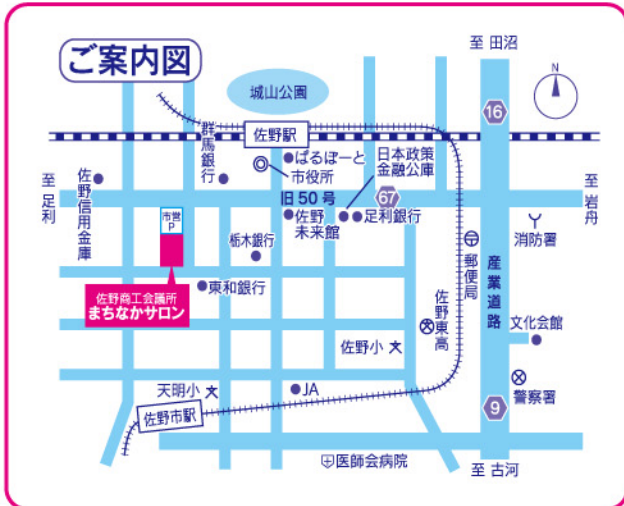 ご案内図
至 田沼
N
城山公園
16
佐野駅
群馬銀行
ぱるぽーと
市役所
日本政策
金融公庫
至 足利
佐野信用金庫
旧50号
67
至 岩舟
市営
P
佐野
未来館
足利銀行
消防署
栃木銀行
郵便局
産業道路
佐野商工会議所
まちなかサロン
東和銀行
佐野東高
文化会館
佐野小
文
天明小
文
JA
警察署
佐野市駅
9
医師会病院
至 古河